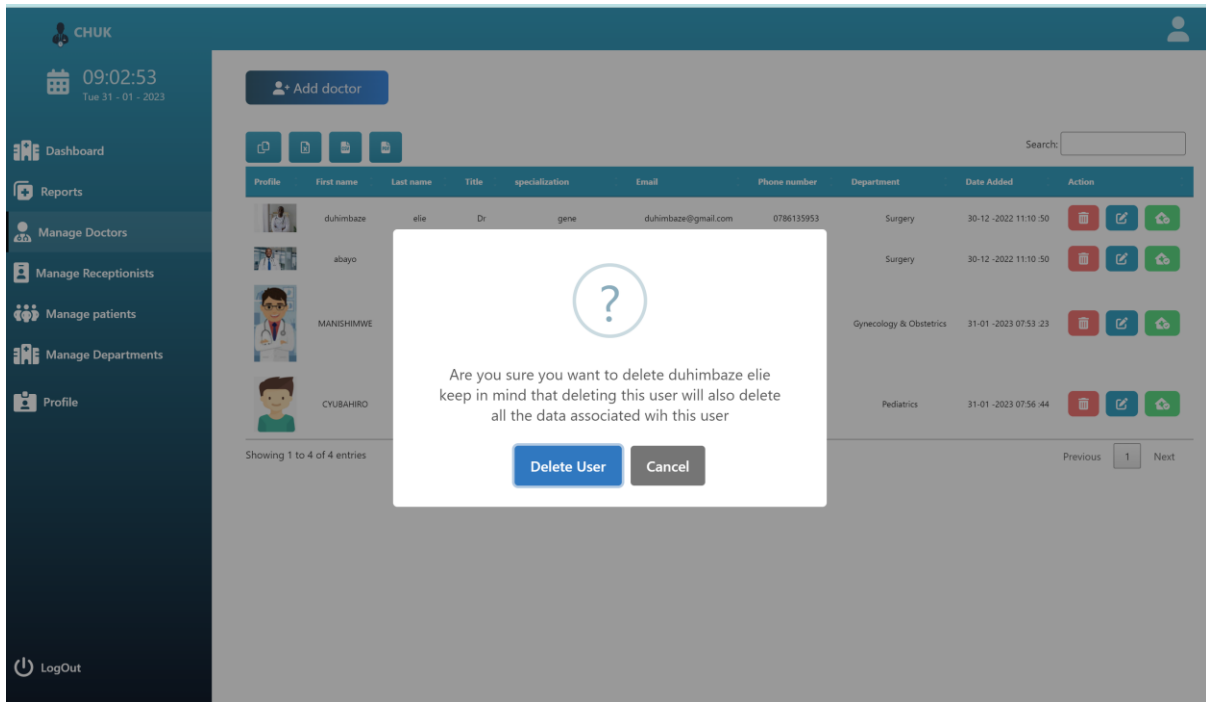 CHUK
09:02:53
Tue 31 - 01 - 2023
Dashboard
Reports
Manage Doctors
Manage Receptionists
Manage patients
Manage Departments
Profile
LogOut
Add doctor
Search:
Profile First name Last name Title specialization Email Phone number Department Date Added Action
duhimbaze elie Dr gene duhimbaze@gmail.com 0786135953 Surgery 30-12 -2022 11:10 :50
abayo Surgery 30-12 -2022 11:10 :50
MANISHIMWE Gynecology & Obstetrics 31-01 -2023 07:53 :23
CYUBAHIRO Pediatrics 31-01 -2023 07:56 :44
Showing 1 to 4 of 4 entries
Previous 1 Next
?
Are you sure you want to delete duhimbaze elie
keep in mind that deleting this user will also delete
all the data associated wih this user
Delete User Cancel